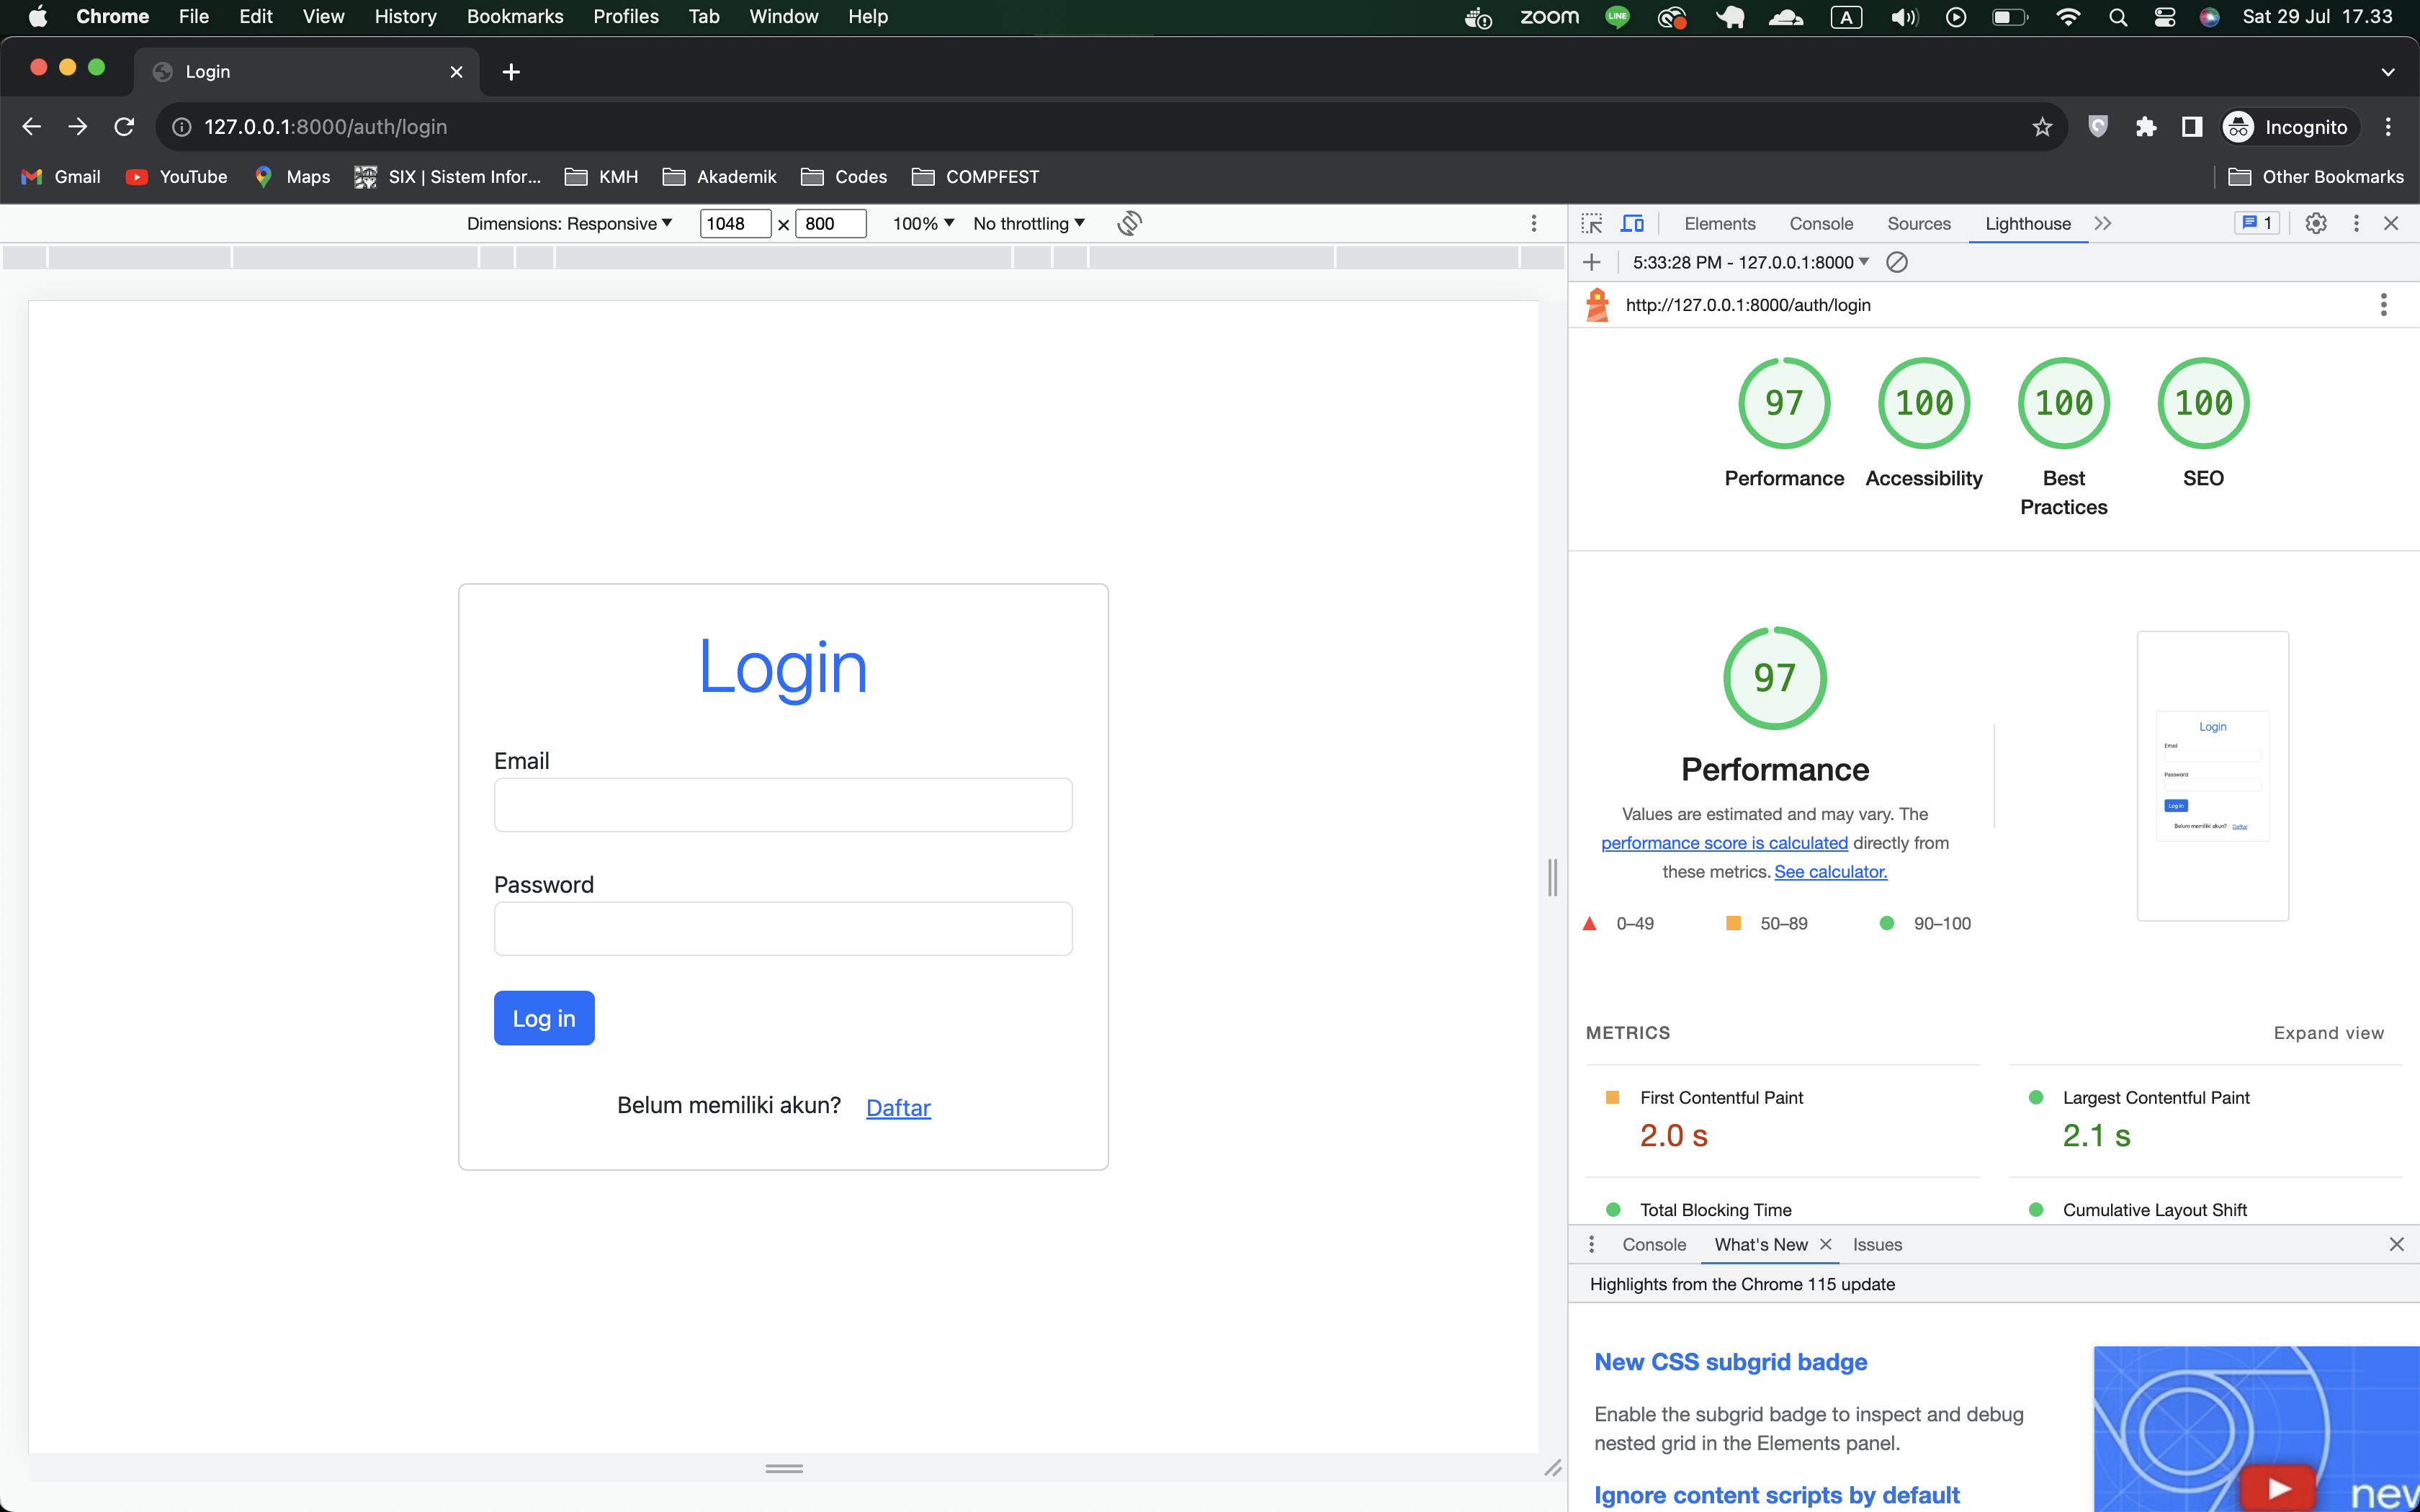 Chrome File Edit View History Bookmarks Profiles Tab Window Help zoom LINE A Sat 29 Jul 17.33
Login
127.0.0.1:8000/auth/login Incognito
Gmail YouTube Maps SIX | Sistem Infor... KMH Akademik Codes COMPFEST Other Bookmarks
Dimensions: Responsive 1048 × 800 100% No throttling
Elements Console Sources Lighthouse 1
5:33:28 PM - 127.0.0.1:8000
http://127.0.0.1:8000/auth/login
97 100 100 100
Performance Accessibility Best Practices SEO
Login
Email
Password
Log in
Belum memiliki akun? Daftar
97
Performance
Values are estimated and may vary. The
performance score is calculated directly from
these metrics. See calculator.
0–49 50–89 90–100
Login
Email
Password
Log in
Belum memiliki akun? Daftar
METRICS Expand view
First Contentful Paint
2.0 s
Largest Contentful Paint
2.1 s
Total Blocking Time
Cumulative Layout Shift
Console What's New Issues
Highlights from the Chrome 115 update
New CSS subgrid badge
Enable the subgrid badge to inspect and debug
nested grid in the Elements panel.
Ignore content scripts by default
new